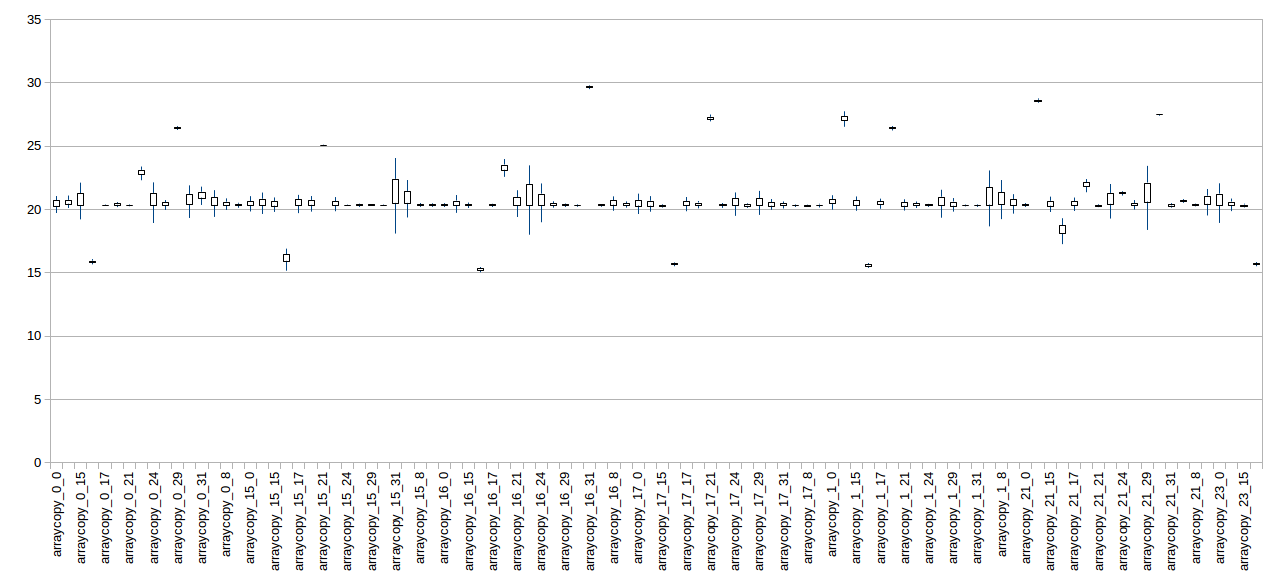 35
30
25
20
15
10
5
0
arraycopy_0_0
arraycopy_0_15
arraycopy_0_17
arraycopy_0_21
arraycopy_0_24
arraycopy_0_29
arraycopy_0_31
arraycopy_0_8
arraycopy_15_0
arraycopy_15_15
arraycopy_15_17
arraycopy_15_21
arraycopy_15_24
arraycopy_15_29
arraycopy_15_31
arraycopy_15_8
arraycopy_16_0
arraycopy_16_15
arraycopy_16_17
arraycopy_16_21
arraycopy_16_24
arraycopy_16_29
arraycopy_16_31
arraycopy_16_8
arraycopy_17_0
arraycopy_17_15
arraycopy_17_17
arraycopy_17_21
arraycopy_17_24
arraycopy_17_29
arraycopy_17_31
arraycopy_17_8
arraycopy_1_0
arraycopy_1_15
arraycopy_1_17
arraycopy_1_21
arraycopy_1_24
arraycopy_1_29
arraycopy_1_31
arraycopy_1_8
arraycopy_21_0
arraycopy_21_15
arraycopy_21_17
arraycopy_21_21
arraycopy_21_24
arraycopy_21_29
arraycopy_21_31
arraycopy_21_8
arraycopy_23_0
arraycopy_23_15